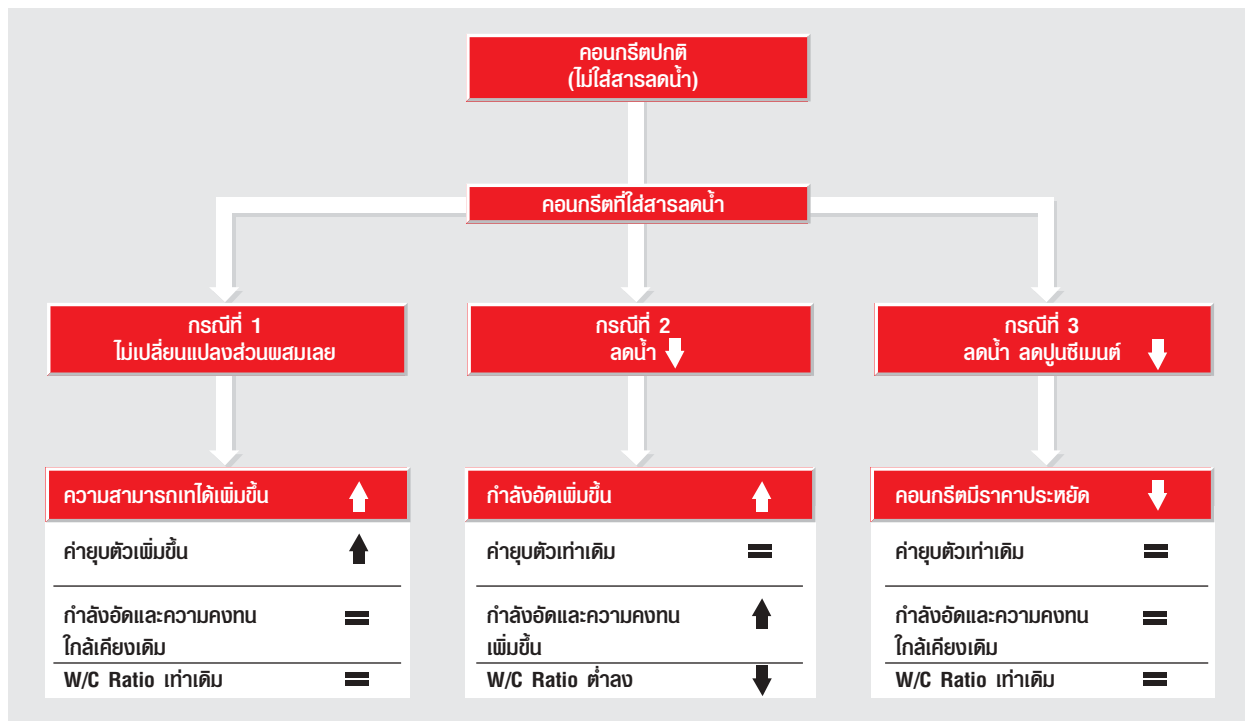 คอนกรีตปกติ
(ไม่ใส่สารลดน้ำ)
คอนกรีตที่ใส่สารลดน้ำ
กรณีที่ 1
ไม่เปลี่ยนแปลงส่วนผสมเลย
กรณีที่ 2
ลดน้ำ
กรณีที่ 3
ลดน้ำ ลดปูนซีเมนต์
ความสามารถเทได้เพิ่มขึ้น
ค่ายุบตัวเพิ่มขึ้น
กำลังอัดและความคงทน
ใกล้เคียงเดิม
W/C Ratio เท่าเดิม
กำลังอัดเพิ่มขึ้น
ค่ายุบตัวเท่าเดิม
กำลังอัดและความคงทน
เพิ่มขึ้น
W/C Ratio ต่ำลง
คอนกรีตมีราคาประหยัด
ค่ายุบตัวเท่าเดิม
กำลังอัดและความคงทน
ใกล้เคียงเดิม
W/C Ratio เท่าเดิม